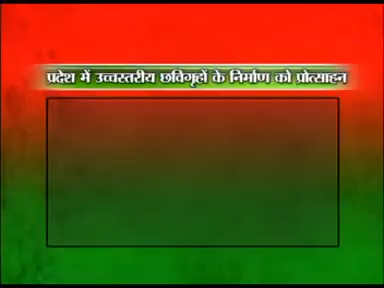 प्रदेश में उच्चस्तरीय छविगृहों के निर्माण को प्रोत्साहन